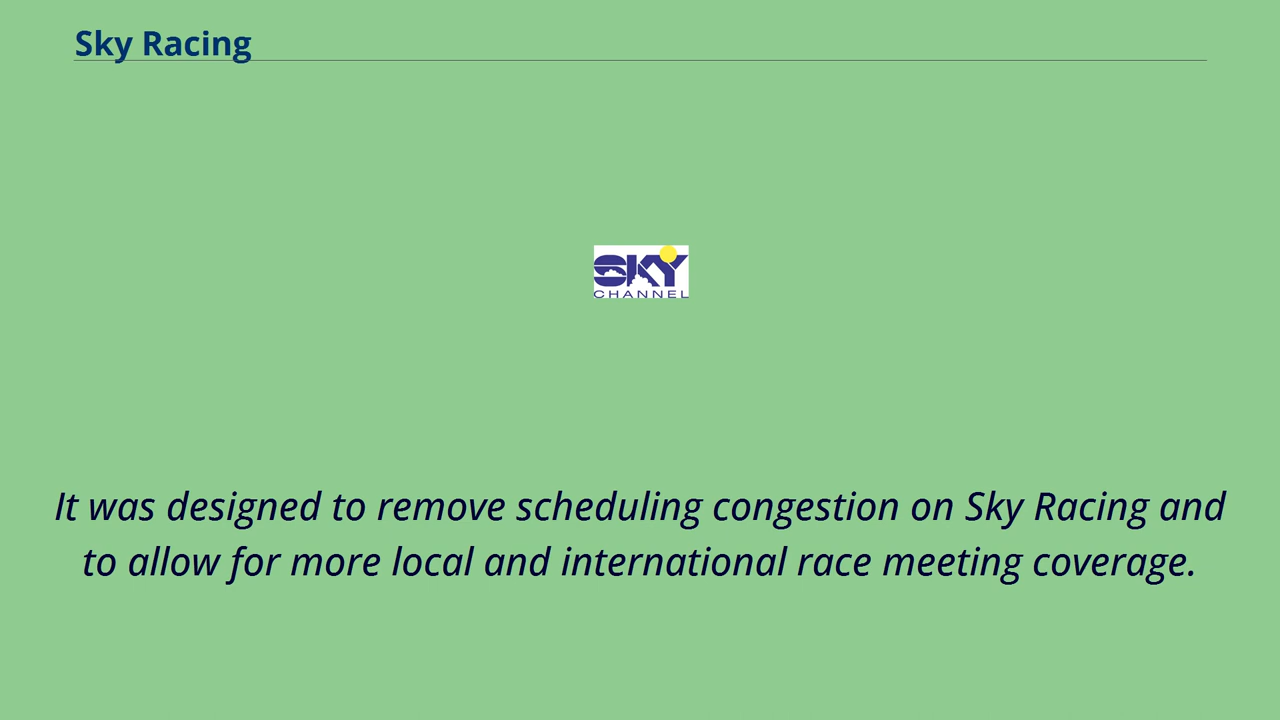 Sky Racing
SKY
CHANNEL
It was designed to remove scheduling congestion on Sky Racing and
to allow for more local and international race meeting coverage.